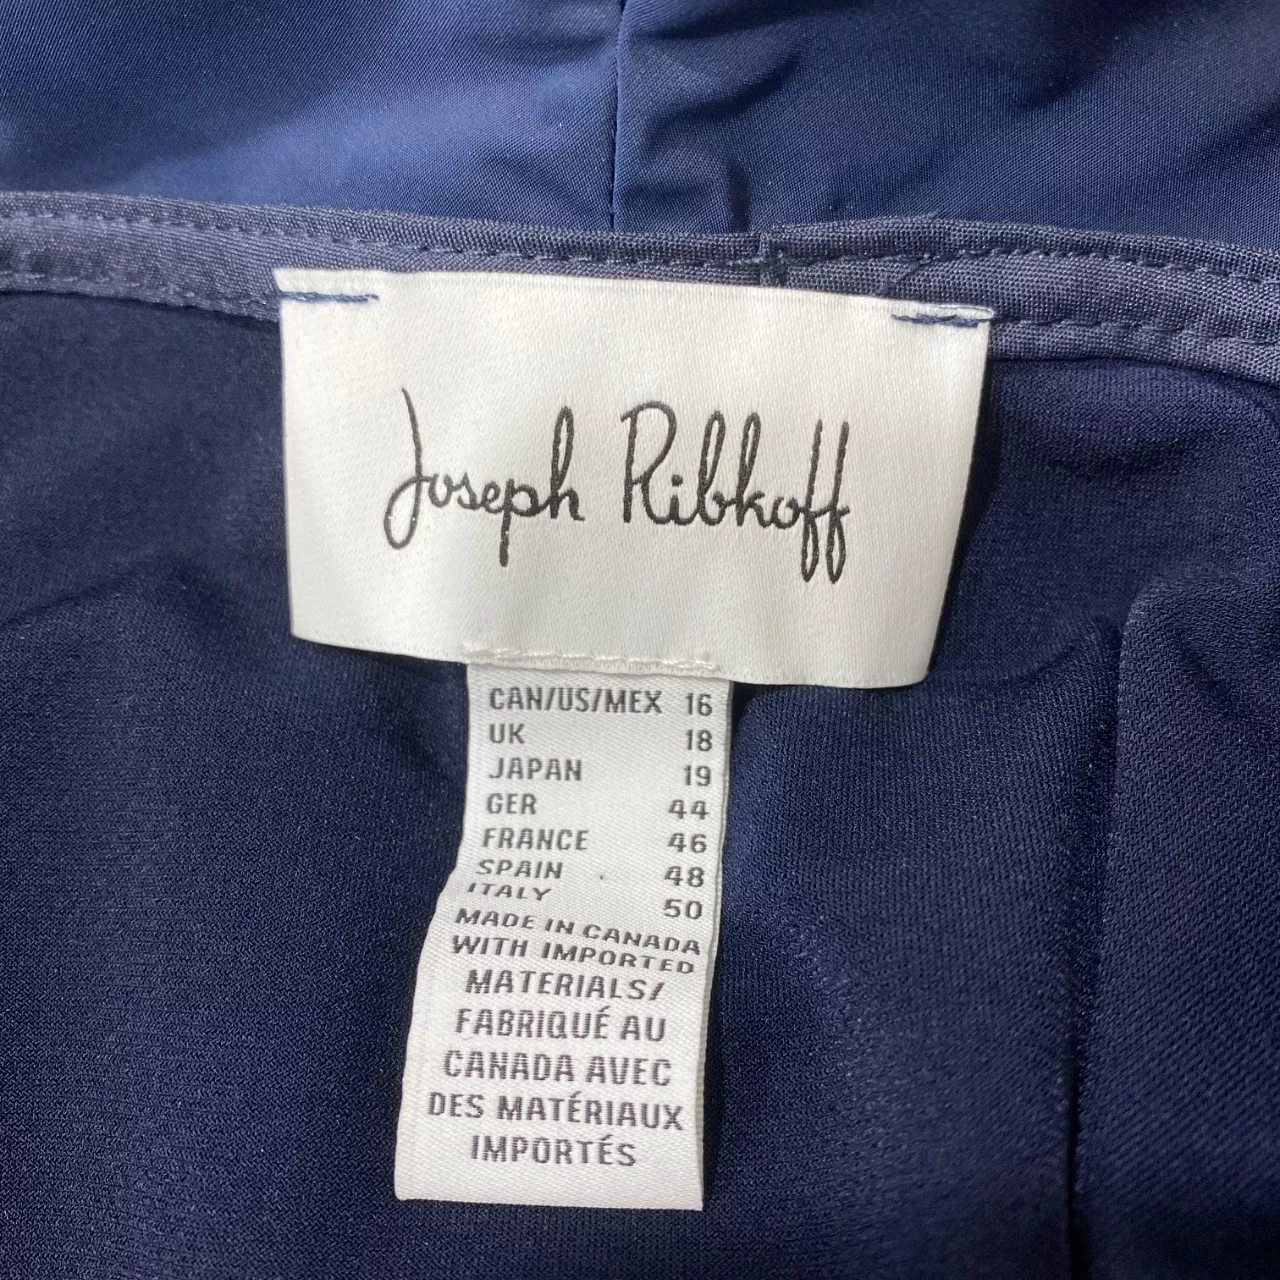 Joseph Ribkoff
CAN/US/MEX 16
UK 18
JAPAN 19
GER 44
FRANCE 46
SPAIN 48
ITALY 50
MADE IN CANADA
WITH IMPORTED
MATERIALS/
FABRIQUÉ AU
CANADA AVEC
DES MATÉRIAUX
IMPORTÉS